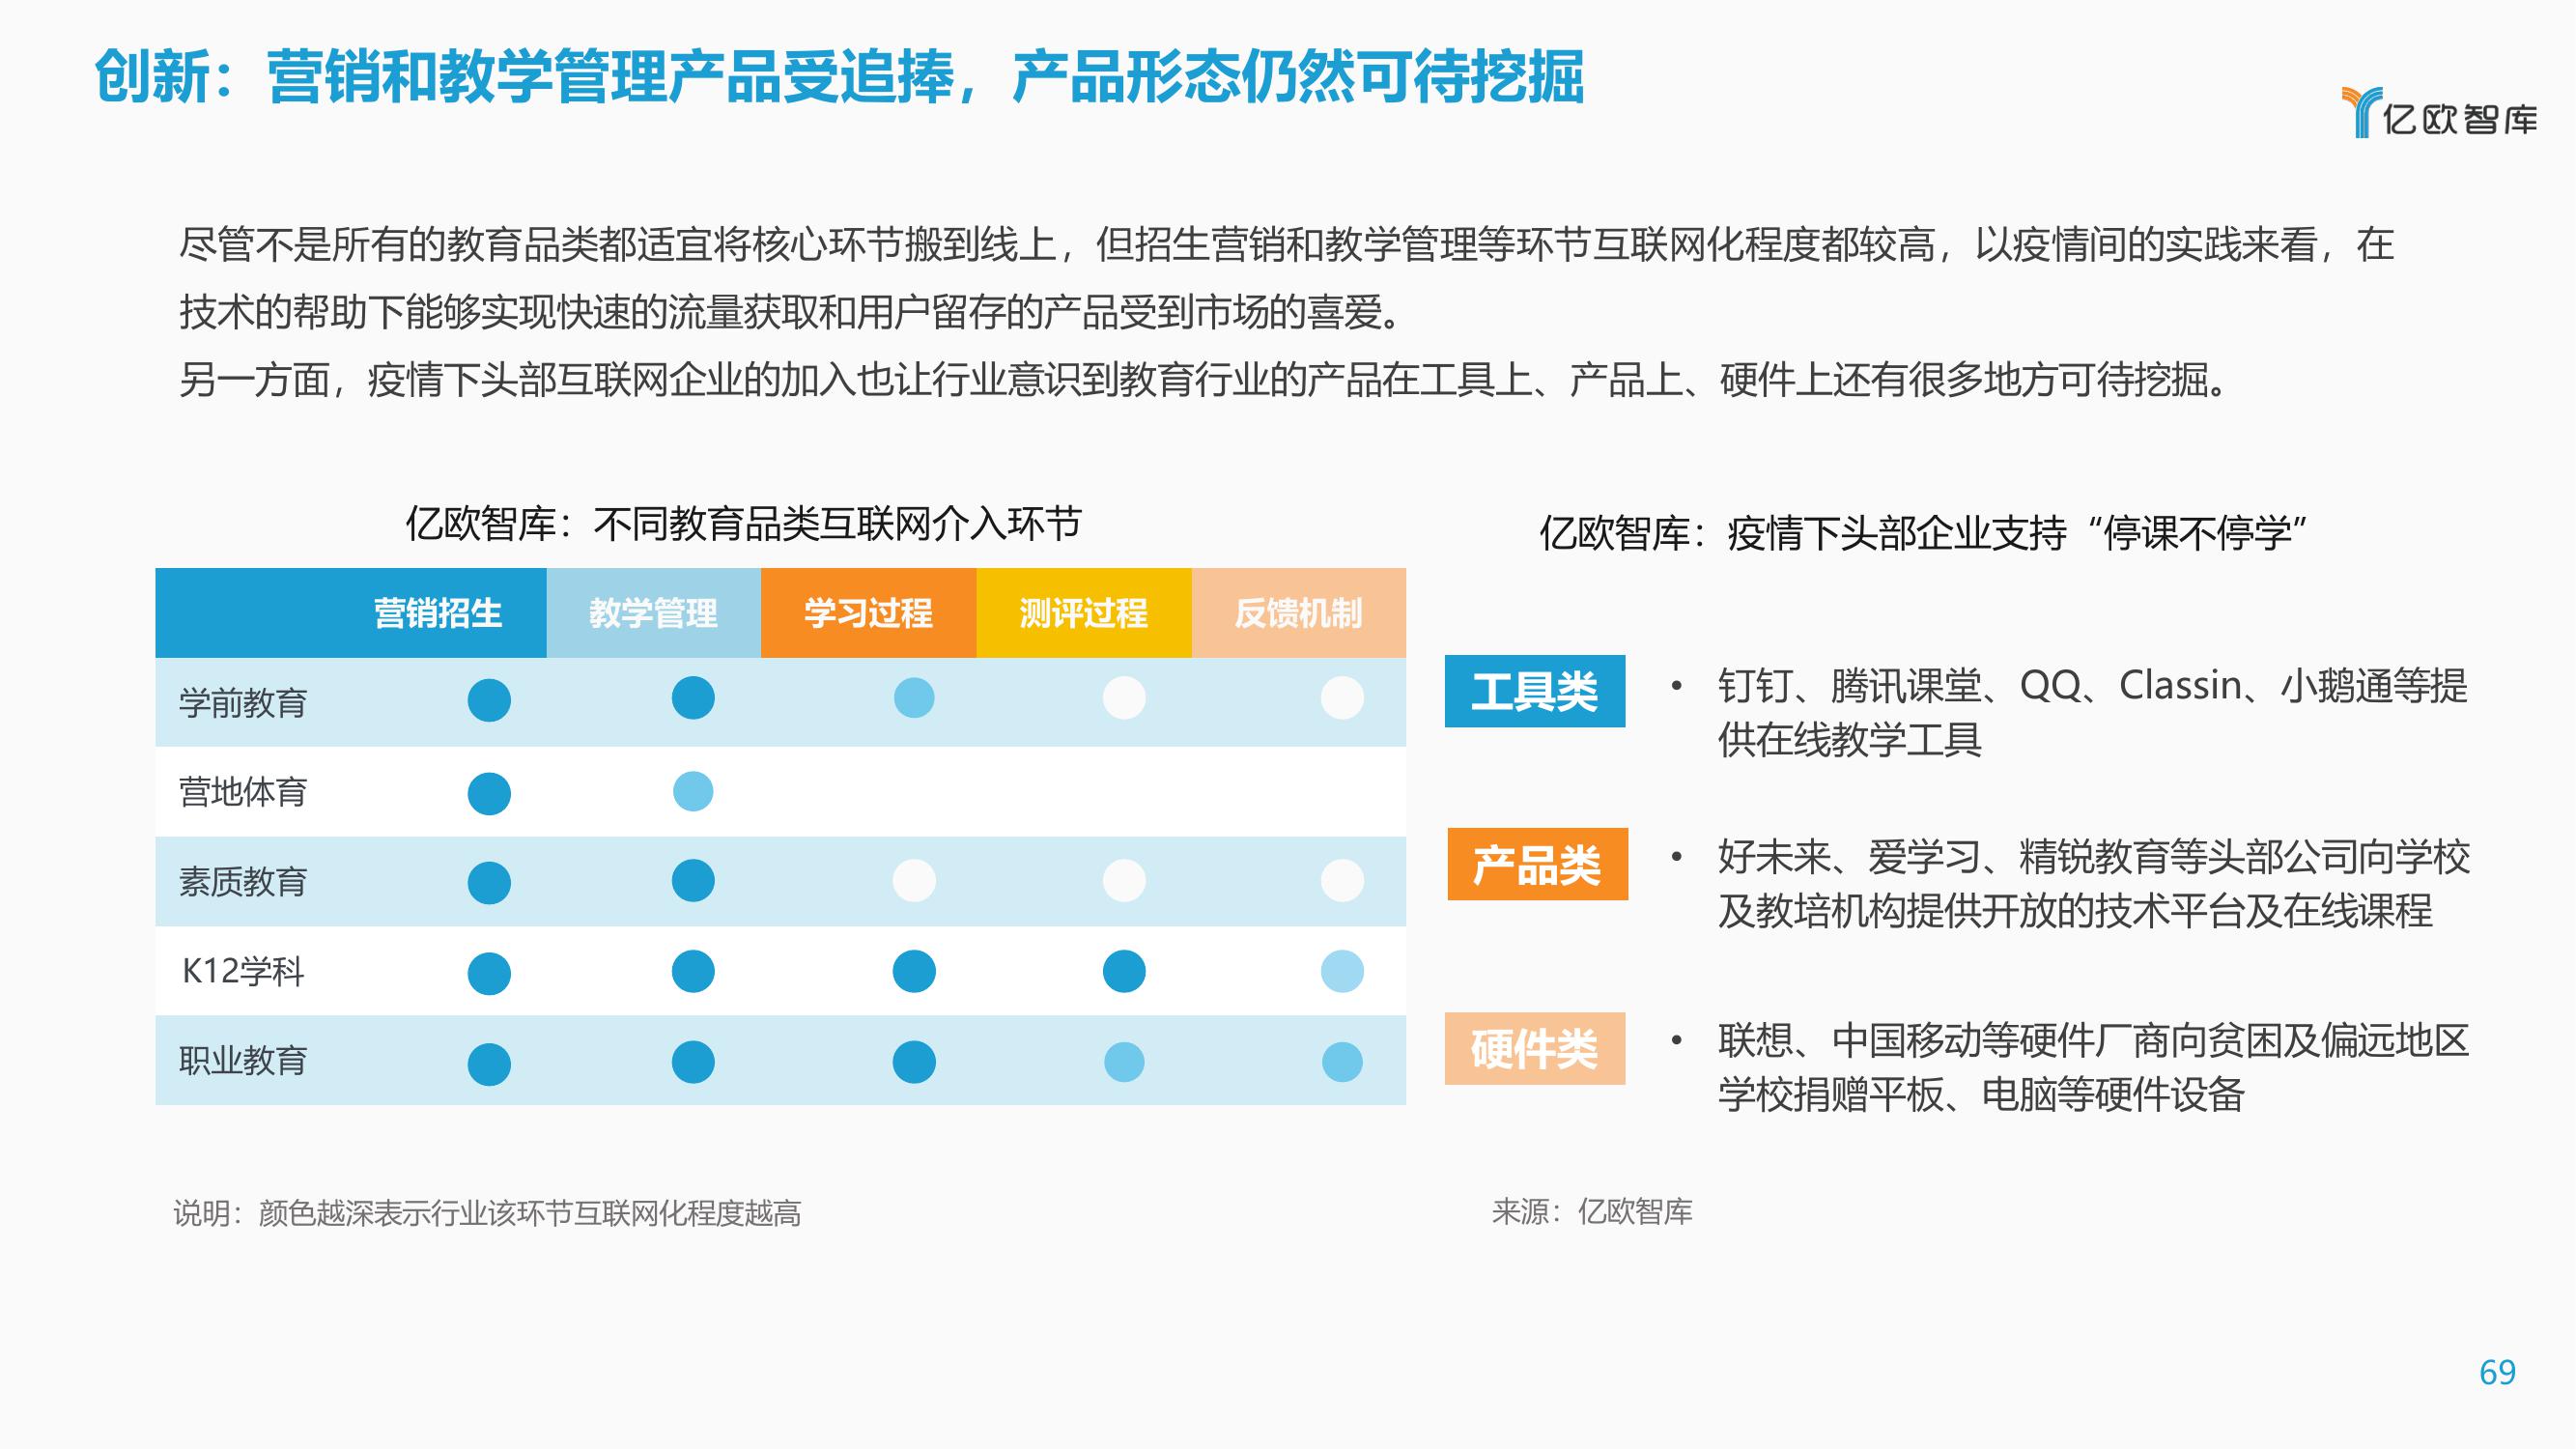 创新：营销和教学管理产品受追捧，产品形态仍然可待挖掘
亿欧智库
尽管不是所有的教育品类都适宜将核心环节搬到线上，但招生营销和教学管理等环节互联网化程度都较高，以疫情间的实践来看，在
技术的帮助下能够实现快速的流量获取和用户留存的产品受到市场的喜爱。
另一方面，疫情下头部互联网企业的加入也让行业意识到教育行业的产品在工具上、产品上、硬件上还有很多地方可待挖掘。
亿欧智库：不同教育品类互联网介入环节
营销招生 教学管理 学习过程 测评过程 反馈机制
学前教育
营地体育
素质教育
K12学科
职业教育
说明：颜色越深表示行业该环节互联网化程度越高
亿欧智库：疫情下头部企业支持“停课不停学”
工具类
• 钉钉、腾讯课堂、QQ、Classin、小鹅通等提
供在线教学工具
产品类
• 好未来、爱学习、精锐教育等头部公司向学校
及教培机构提供开放的技术平台及在线课程
硬件类
• 联想、中国移动等硬件厂商向贫困及偏远地区
学校捐赠平板、电脑等硬件设备
来源：亿欧智库
69